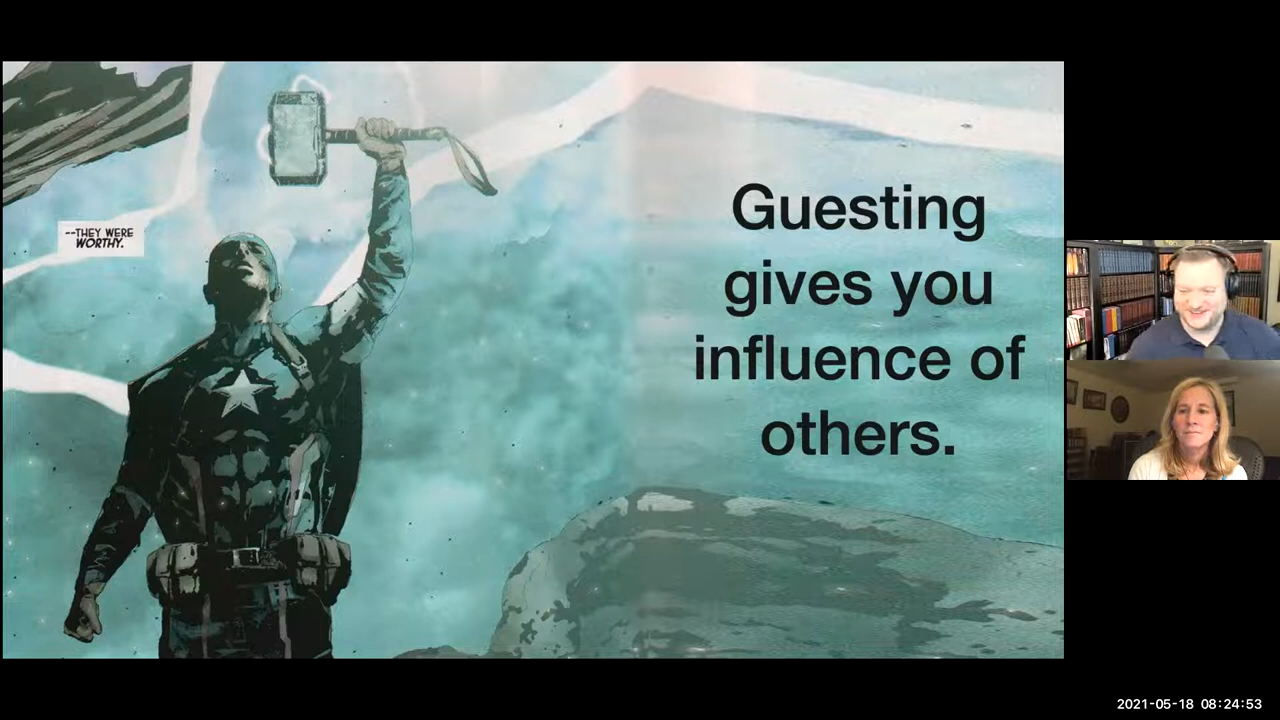 --THEY WERE
WORTHY.
Guesting
gives you
influence of
others.
2021-05-18 08:24:53